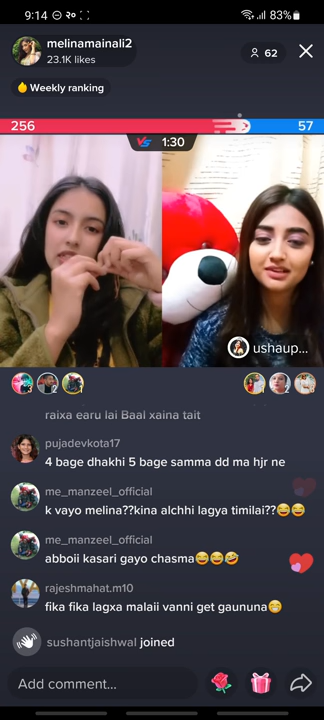 9:14
20
83%
melinamainali2
23.1K likes
62
Weekly ranking
256
57
VS 1:30
ushaup...
raixa earu lai Baal xaina tait
pujadevkota17
4 bage dhakhi 5 bage samma dd ma hjr ne
me_manzeel_official
k vayo melina??kina alchhi lagya timilai??😂😂
me_manzeel_official
abboii kasari gayo chasma😂😂🤣
rajeshmahat.m10
fika fika lagxa malaii vanni get gaununa😁
sushantjaishwal joined
Add comment...